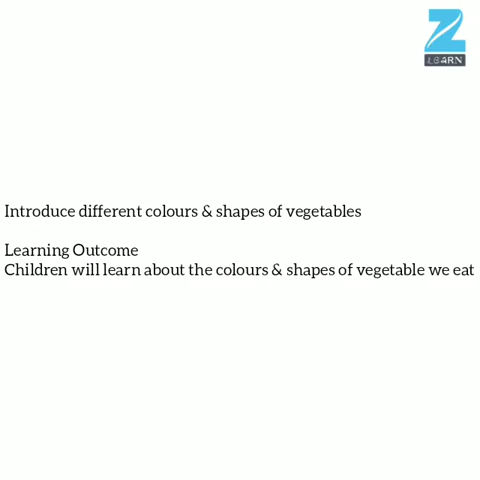 Z
LEARN
Introduce different colours & shapes of vegetables
Learning Outcome
Children will learn about the colours & shapes of vegetable we eat